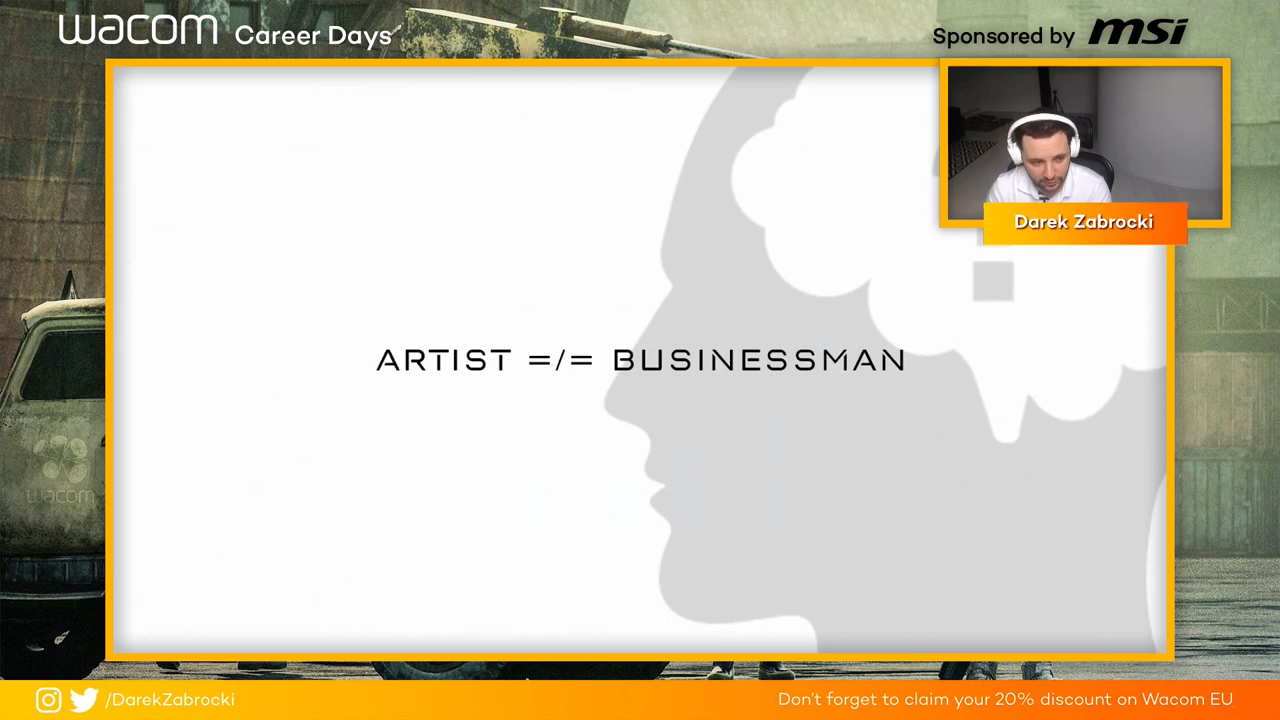 wacom Career Days
Sponsored by msi
Darek Zabrocki
ARTIST =/= BUSINESSMAN
wacom
/DarekZabrocki
Don't forget to claim your 20% discount on Wacom EU